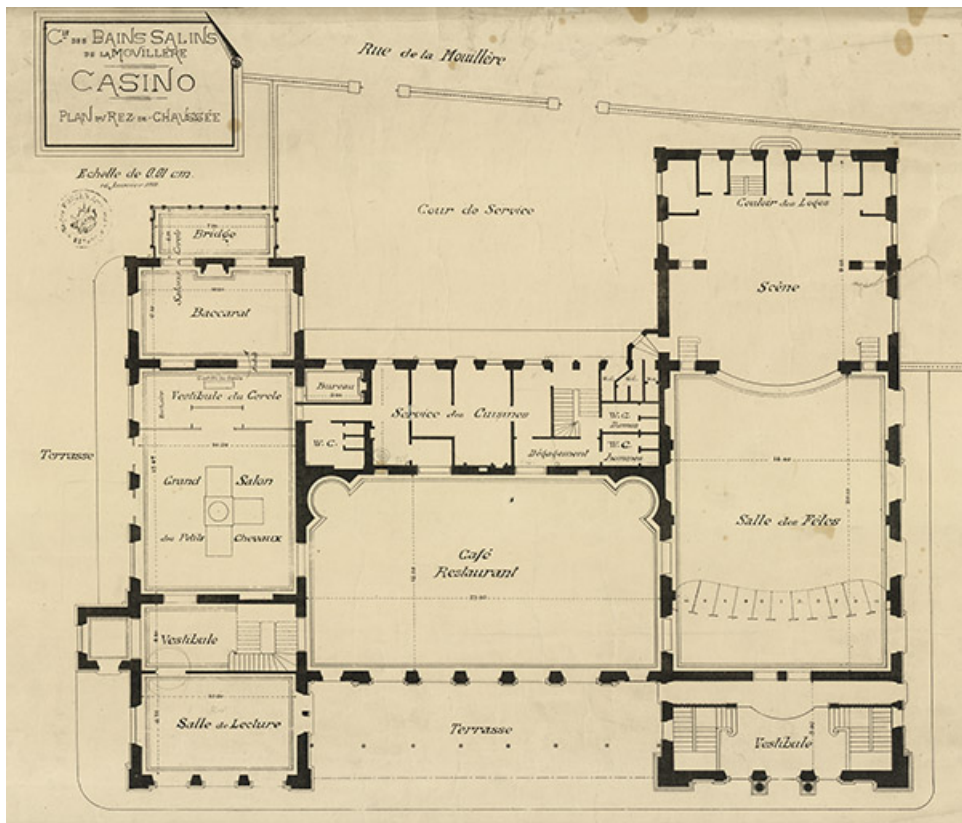 Cie DES BAINS SALINS
DE LA MOUILLÈRE
CASINO
PLAN DU REZ-DE-CHAUSSÉE
Echelle de 0.01 cm.
Rue de la Mouillère
Cour de Service
Couloir des Loges
Scène
Bridge
Salons
Cercle
Baccarat
Vestibule du Cercle
Bureau
W.C.
Service des Cuisines
W.C.
Dames
W.C.
Hommes
Dégagement
Terrasse
Grand Salon
des Petits Chevaux
Café
Restaurant
Salle des Fêtes
Vestibule
Salle de Lecture
Terrasse
Vestibule